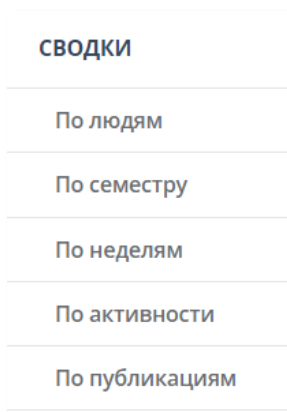 СВОДКИ
По людям
По семестру
По неделям
По активности
По публикациям